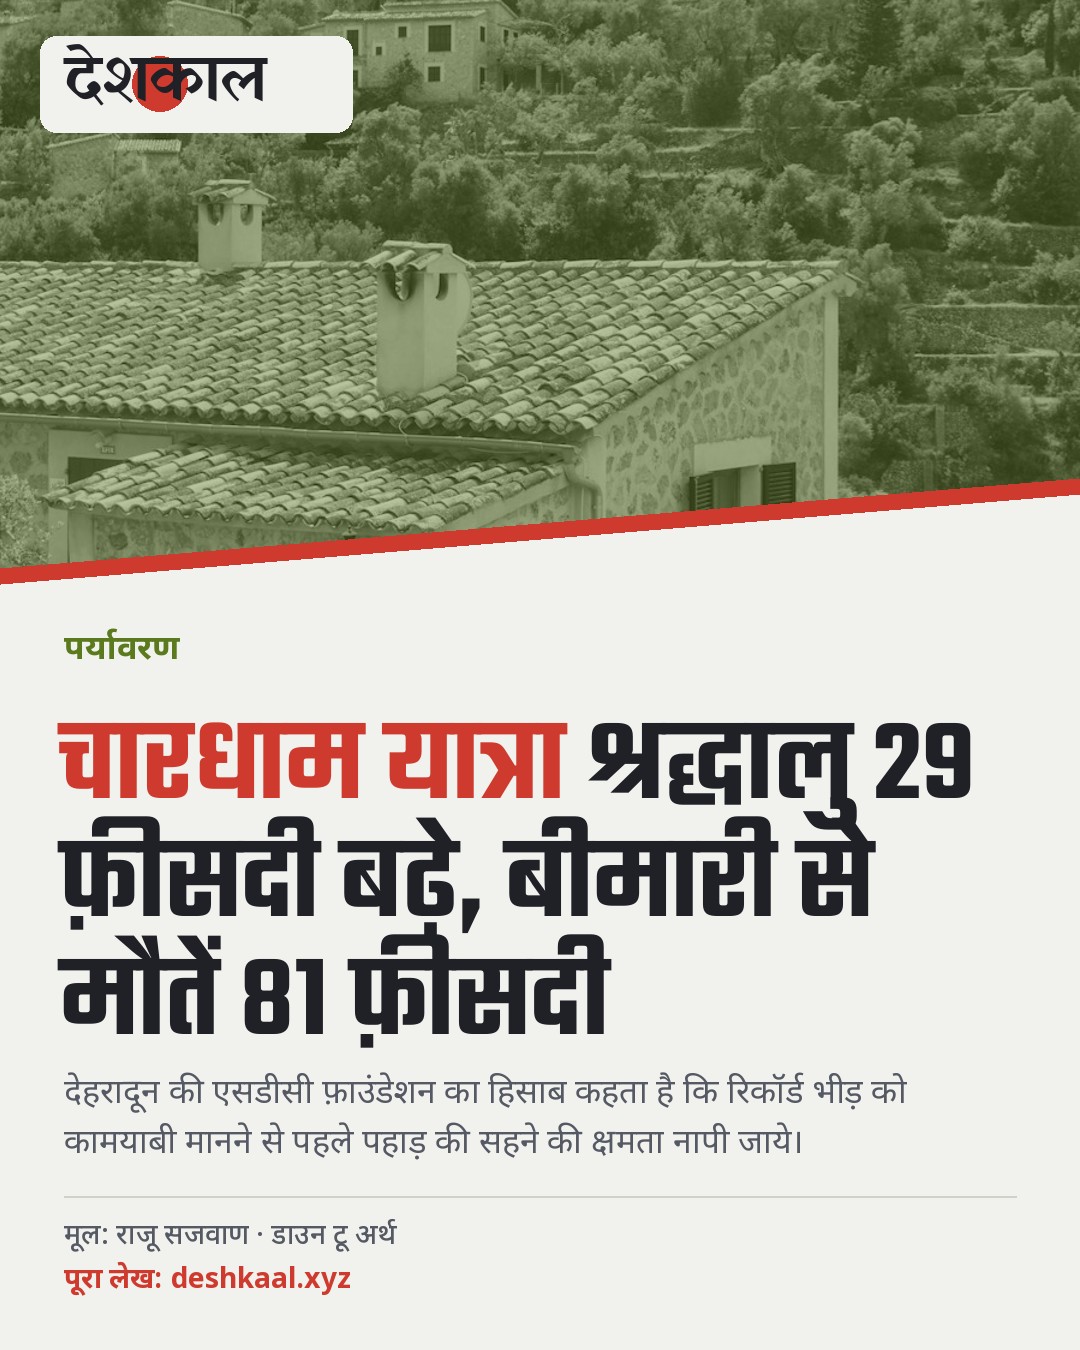 देशकाल
पर्यावरण
चारधाम यात्रा श्रद्धालु 29
फ़ीसदी बढ़े, बीमारी से
मौतें 81 फ़ीसदी
देहरादून की एसडीसी फ़ाउंडेशन का हिसाब कहता है कि रिकॉर्ड भीड़ को
कामयाबी मानने से पहले पहाड़ की सहने की क्षमता नापी जाये।
मूल: राजू सजवाण · डाउन टू अर्थ
पूरा लेख: deshkaal.xyz